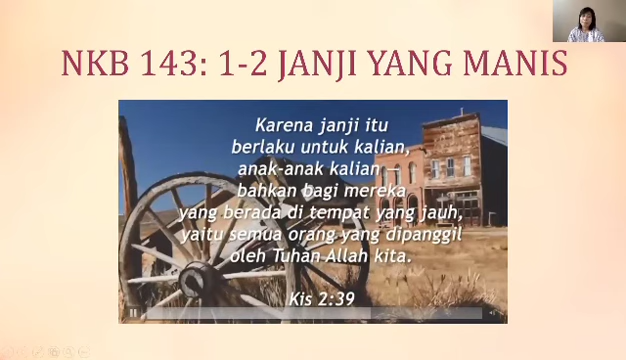 NKB 143: 1-2 JANJI YANG MANIS
Karena janji itu
berlaku untuk kalian,
anak-anak kalian –
bahkan bagi mereka
yang berada di tempat yang jauh,
yaitu semua orang yang dipanggil
oleh Tuhan Allah kita.
Kis 2:39